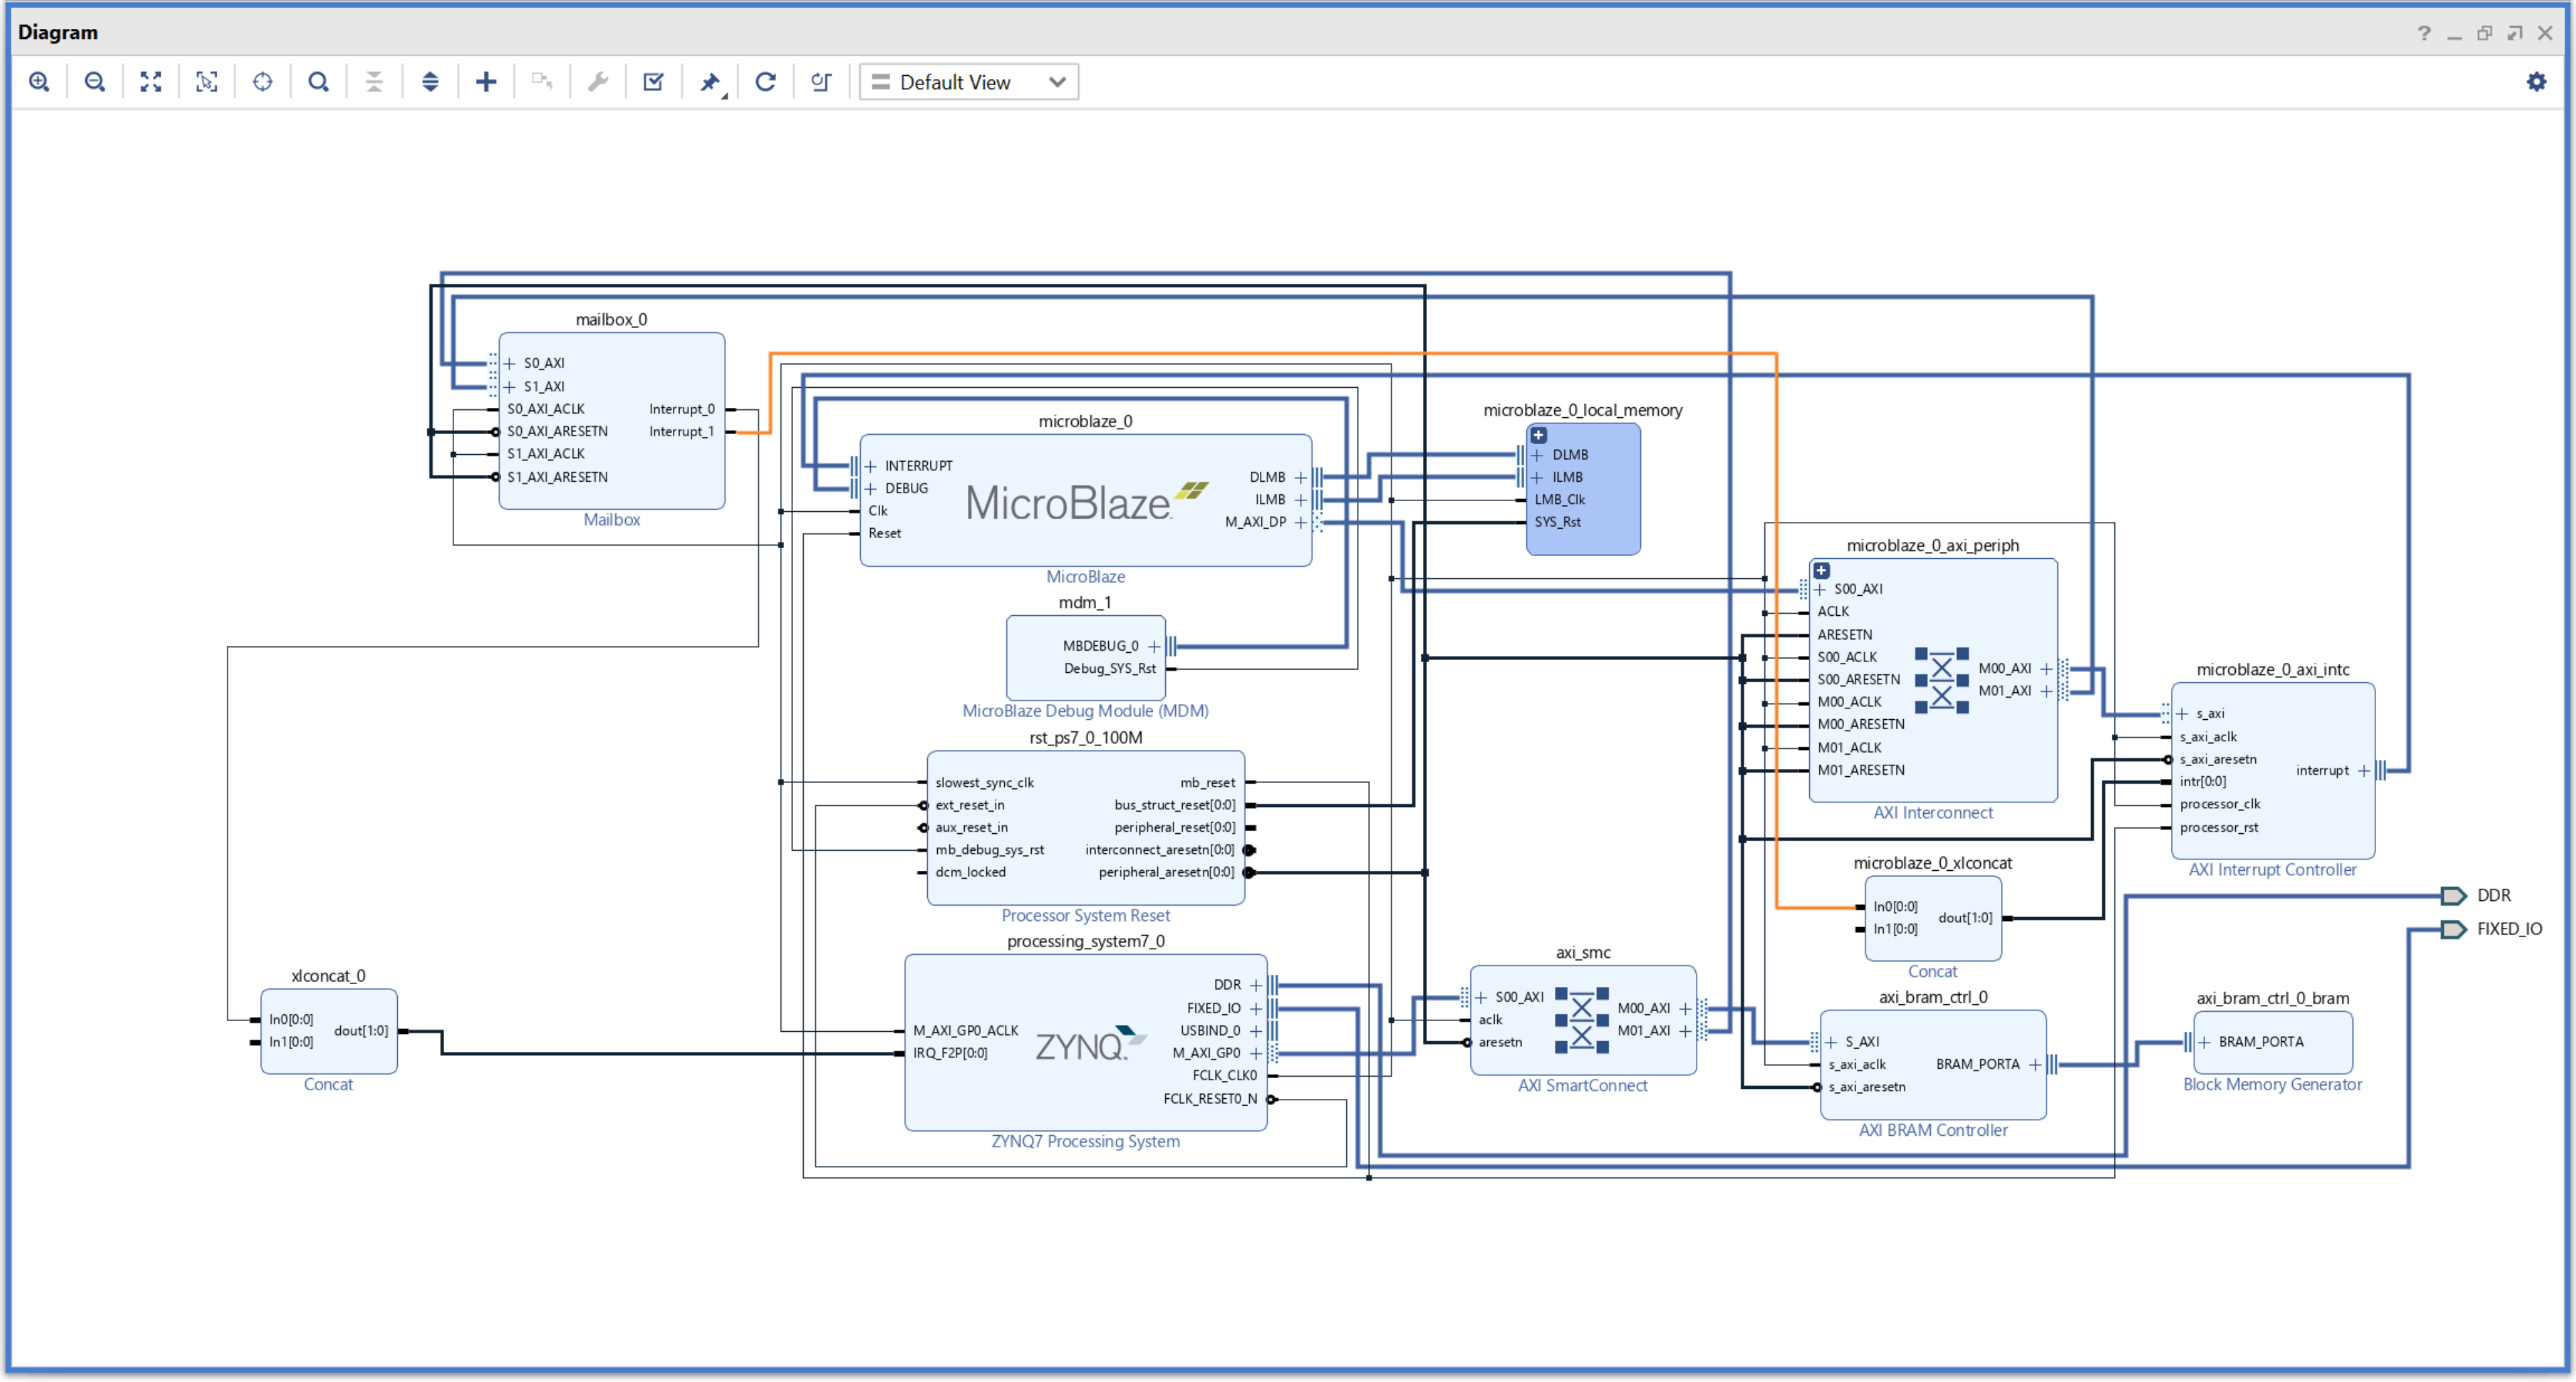 Diagram
Default View
mailbox_0
S0_AXI
S1_AXI
S0_AXI_ACLK
S0_AXI_ARESETN
S1_AXI_ACLK
S1_AXI_ARESETN
Interrupt_0
Interrupt_1
Mailbox
microblaze_0
INTERRUPT
DEBUG
Clk
Reset
MicroBlaze
DLMB
ILMB
M_AXI_DP
MicroBlaze
microblaze_0_local_memory
DLMB
ILMB
LMB_Clk
SYS_Rst
mdm_1
MBDEBUG_0
Debug_SYS_Rst
MicroBlaze Debug Module (MDM)
rst_ps7_0_100M
slowest_sync_clk
ext_reset_in
aux_reset_in
mb_debug_sys_rst
dcm_locked
mb_reset
bus_struct_reset[0:0]
peripheral_reset[0:0]
interconnect_aresetn[0:0]
peripheral_aresetn[0:0]
Processor System Reset
microblaze_0_axi_periph
S00_AXI
ACLK
ARESETN
S00_ACLK
S00_ARESETN
M00_ACLK
M00_ARESETN
M01_ACLK
M01_ARESETN
M00_AXI
M01_AXI
AXI Interconnect
microblaze_0_axi_intc
s_axi
s_axi_aclk
s_axi_aresetn
intr[0:0]
processor_clk
processor_rst
interrupt
AXI Interrupt Controller
microblaze_0_xlconcat
In0[0:0]
In1[0:0]
dout[1:0]
Concat
DDR
FIXED_IO
xlconcat_0
In0[0:0]
In1[0:0]
dout[1:0]
Concat
processing_system7_0
M_AXI_GP0_ACLK
IRQ_F2P[0:0]
ZYNQ
DDR
FIXED_IO
USBIND_0
M_AXI_GP0
FCLK_CLK0
FCLK_RESET0_N
ZYNQ7 Processing System
axi_smc
S00_AXI
aclk
aresetn
M00_AXI
M01_AXI
AXI SmartConnect
axi_bram_ctrl_0
S_AXI
s_axi_aclk
s_axi_aresetn
BRAM_PORTA
AXI BRAM Controller
axi_bram_ctrl_0_bram
BRAM_PORTA
Block Memory Generator